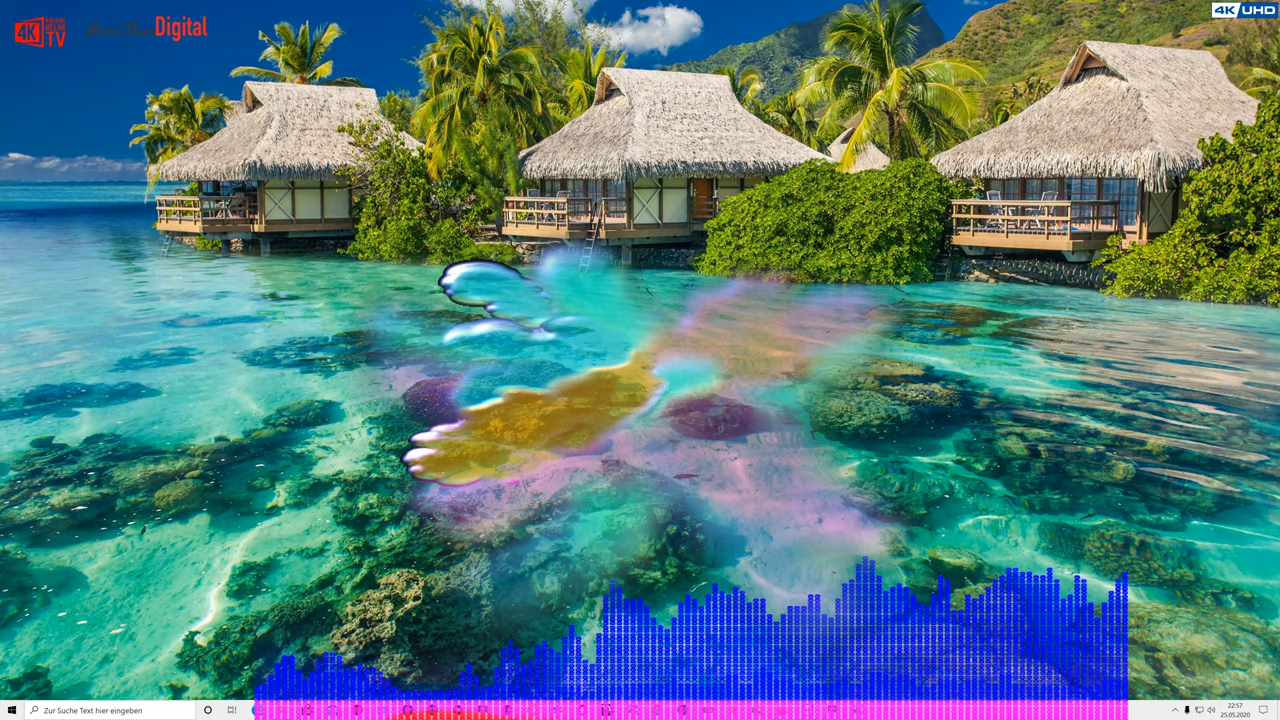 4K
TV
Digital
4K UHD
Zur Suche Text hier eingeben
22:57
25.05.2020